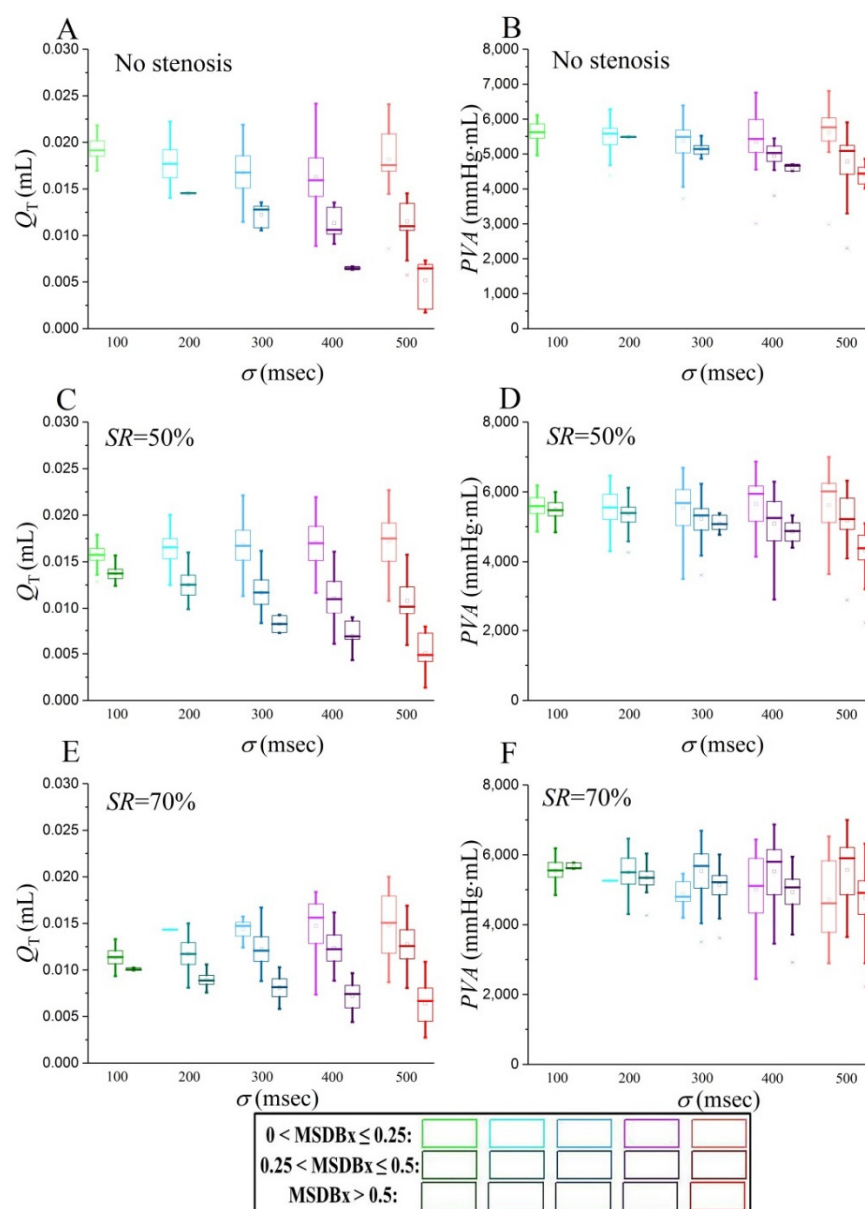 A
No stenosis
0.030
0.025
0.020
0.015
0.010
0.005
0.000
Q_T (mL)
100 200 300 400 500
σ (msec)
B
No stenosis
8,000
7,000
6,000
5,000
4,000
3,000
2,000
1,000
0
PVA (mmHg·mL)
100 200 300 400 500
σ (msec)
C
SR=50%
0.030
0.025
0.020
0.015
0.010
0.005
0.000
Q_T (mL)
100 200 300 400 500
σ (msec)
D
SR=50%
8,000
6,000
4,000
2,000
0
PVA (mmHg·mL)
100 200 300 400 500
σ (msec)
E
SR=70%
0.030
0.025
0.020
0.015
0.010
0.005
0.000
Q_T (mL)
100 200 300 400 500
σ (msec)
F
SR=70%
8,000
6,000
4,000
2,000
0
PVA (mmHg·mL)
100 200 300 400 500
σ (msec)
0 < MSDBx ≤ 0.25:
0.25 < MSDBx ≤ 0.5:
MSDBx > 0.5: